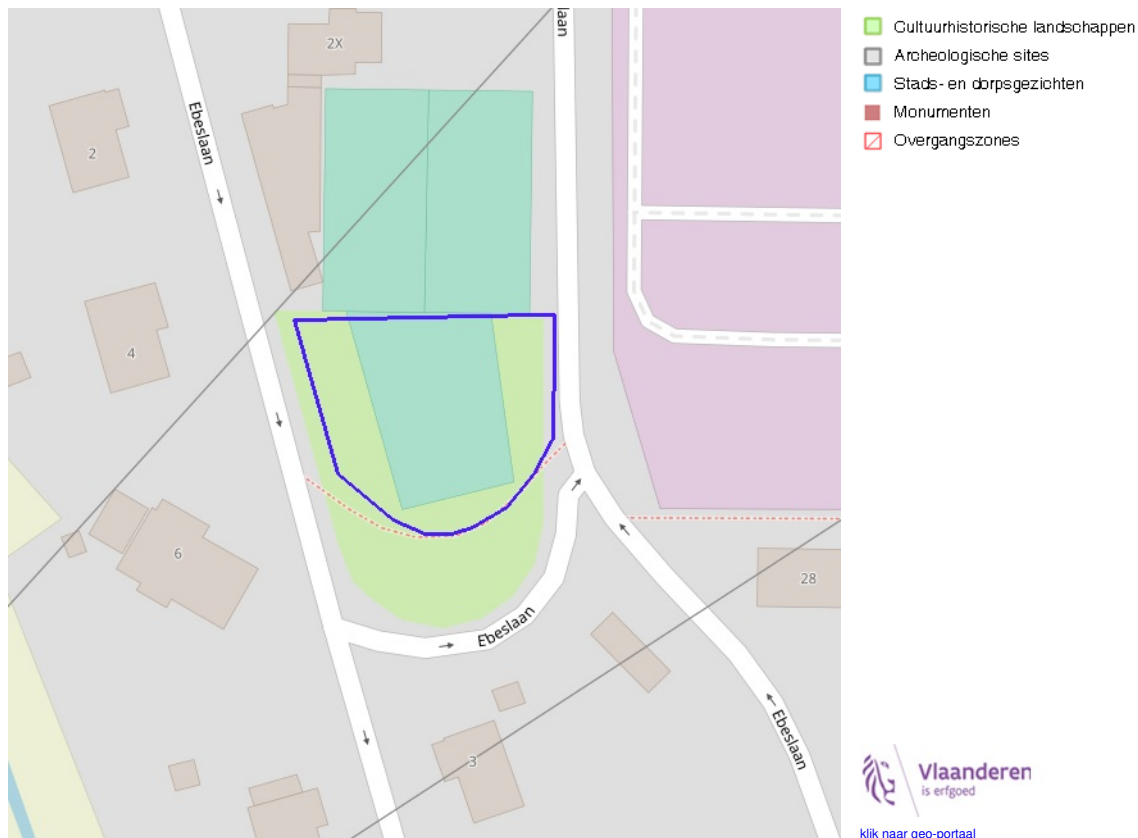 2X
laan
Ebeslaan
2
4
6
Ebeslaan
28
Ebeslaan
3
Cultuurhistorische landschappen
Archeologische sites
Stads- en dorpsgezichten
Monumenten
Overgangszones
Vlaanderen
is erfgoed
klik naar geo-portaal